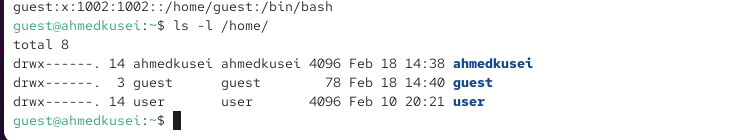 guest:x:1002:1002::/home/guest:/bin/bash
guest@ahmedkusei:~$ ls -l /home/
total 8
drwx------. 14 ahmedkusei ahmedkusei 4096 Feb 18 14:38 ahmedkusei
drwx------.  3 guest      guest        78 Feb 18 14:40 guest
drwx------. 14 user       user       4096 Feb 10 20:21 user
guest@ahmedkusei:~$